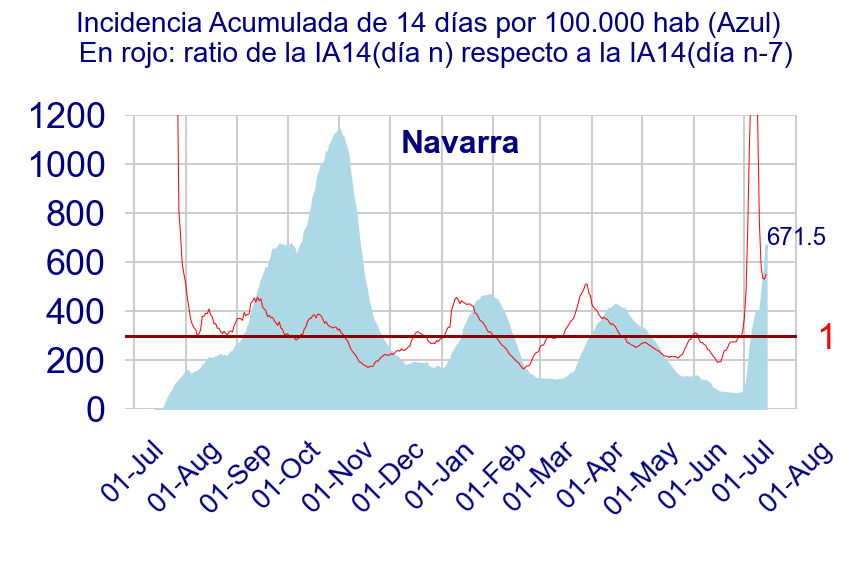 Incidencia Acumulada de 14 días por 100.000 hab (Azul)
En rojo: ratio de la IA14(día n) respecto a la IA14(día n-7)
1200
Navarra
1000
800
671.5
600
400
1
200
0
01-Jul
01-Aug
01-Sep
01-Oct
01-Nov
01-Dec
01-Jan
01-Feb
01-Mar
01-Apr
01-May
01-Jun
01-Jul
01-Aug